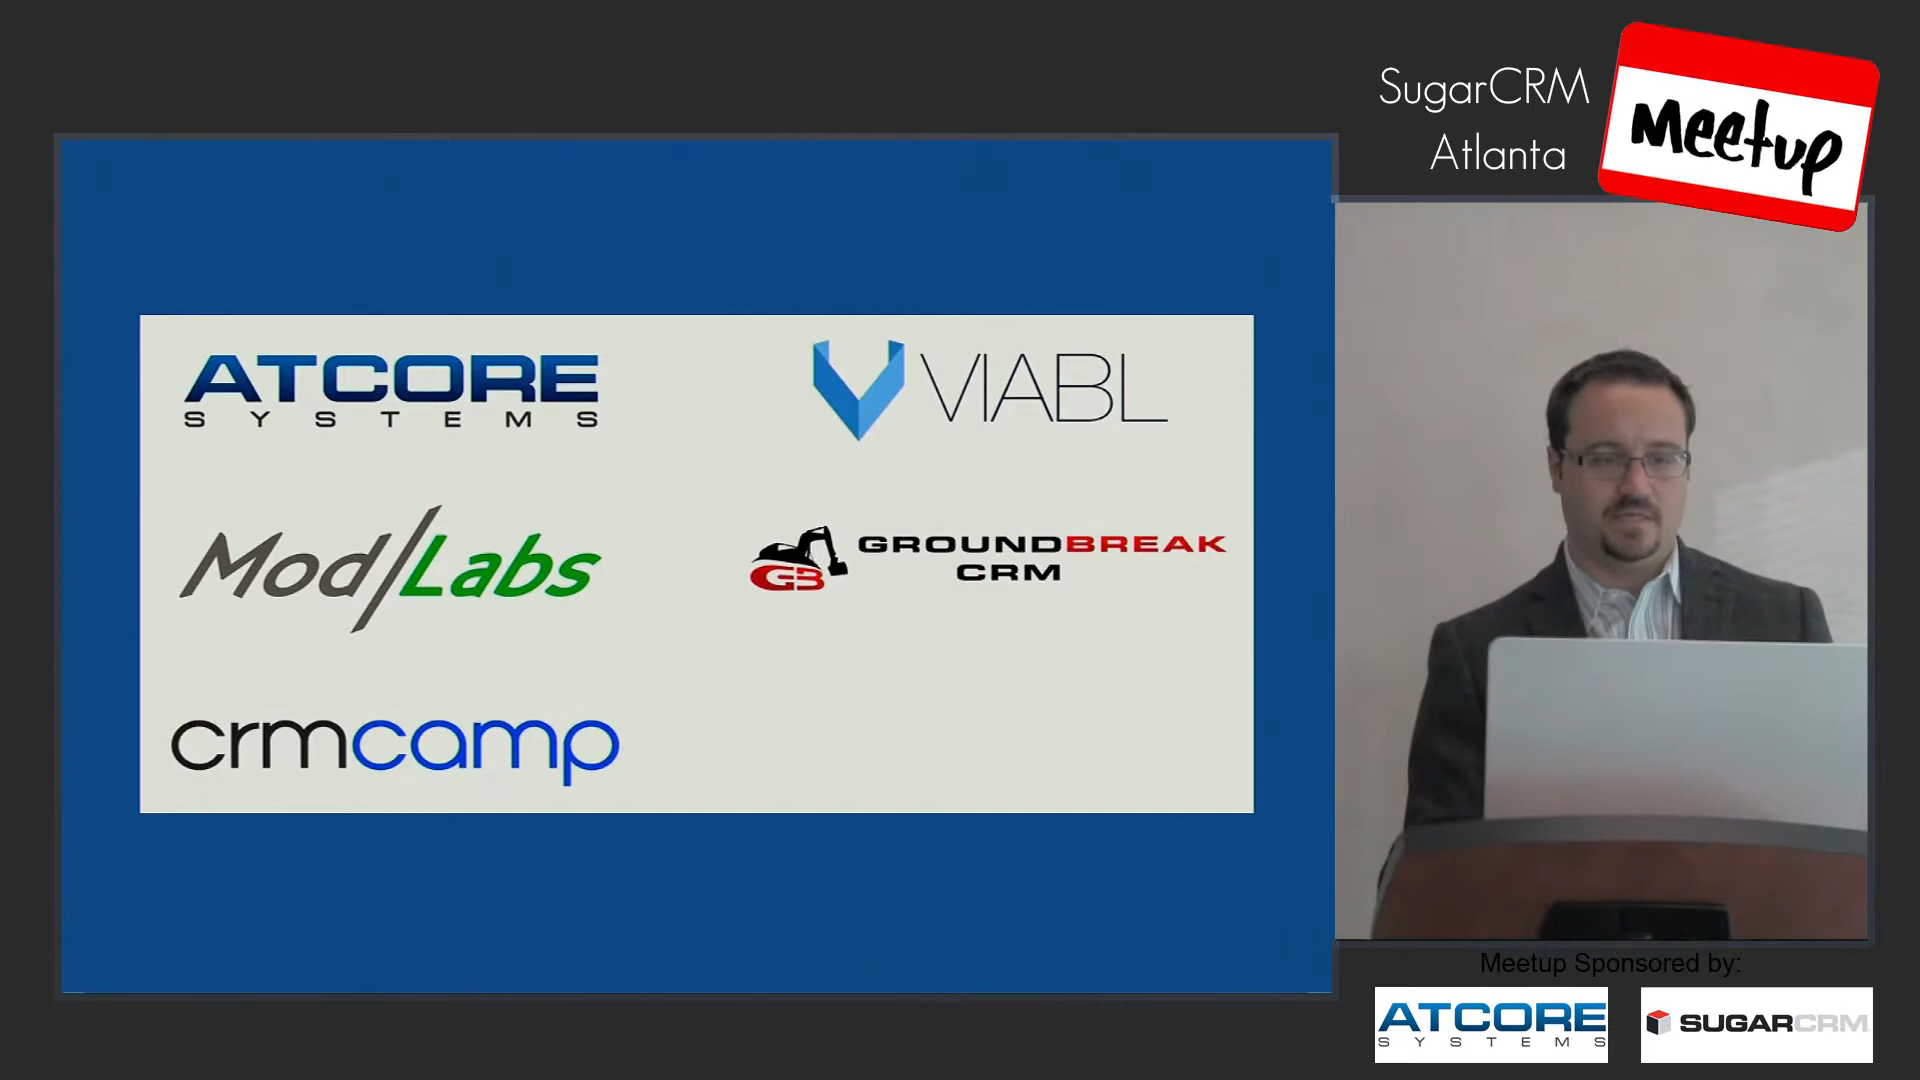 SugarCRM
Atlanta
Meetup
ATCORE
SYSTEMS
VIABL
Mod/Labs
GB
GROUNDBREAK
CRM
crmcamp
Meetup Sponsored by:
ATCORE
SYSTEMS
SUGARCRM